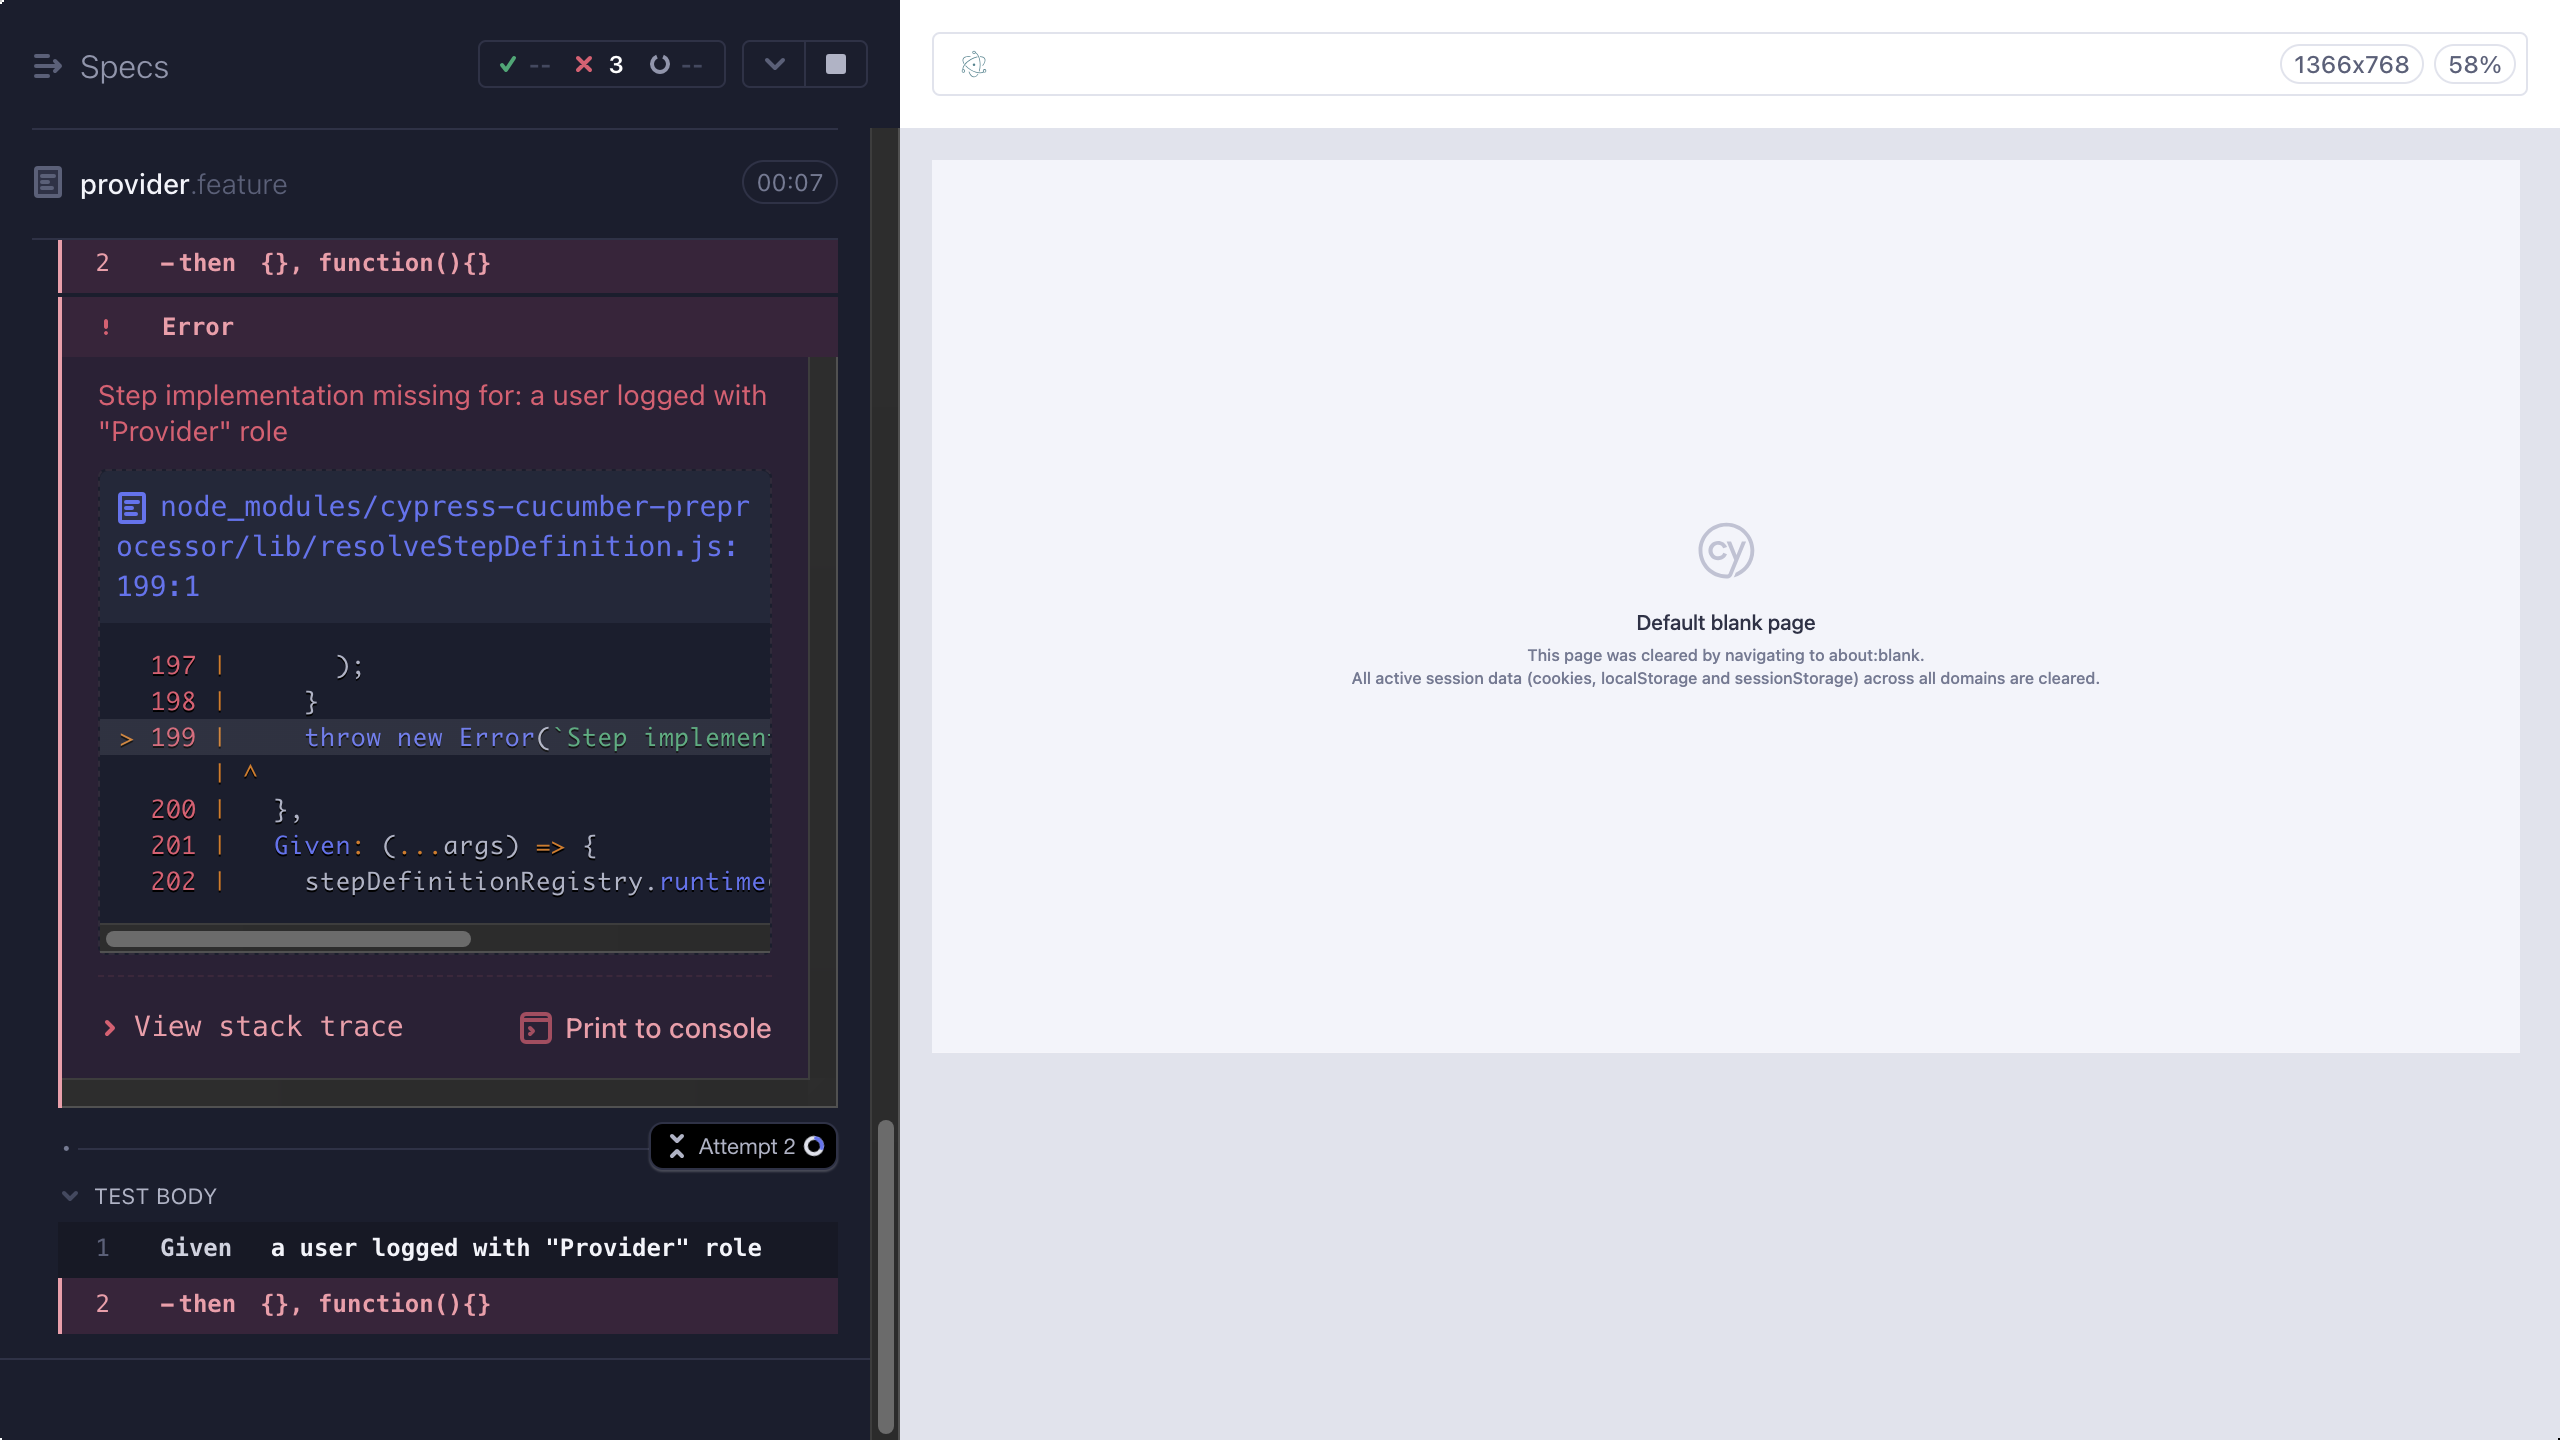 Specs
-- 3 --
provider.feature
00:07
2 -then {}, function(){}
! Error
Step implementation missing for: a user logged with
"Provider" role
node_modules/cypress-cucumber-prepr
ocessor/lib/resolveStepDefinition.js:
199:1
197 | );
198 | }
> 199 | throw new Error(`Step implement
| ^
200 | },
201 | Given: (...args) => {
202 | stepDefinitionRegistry.runtime(
View stack trace
Print to console
Attempt 2
TEST BODY
1 Given a user logged with "Provider" role
2 -then {}, function(){}
1366x768
58%
cy
Default blank page
This page was cleared by navigating to about:blank.
All active session data (cookies, localStorage and sessionStorage) across all domains are cleared.